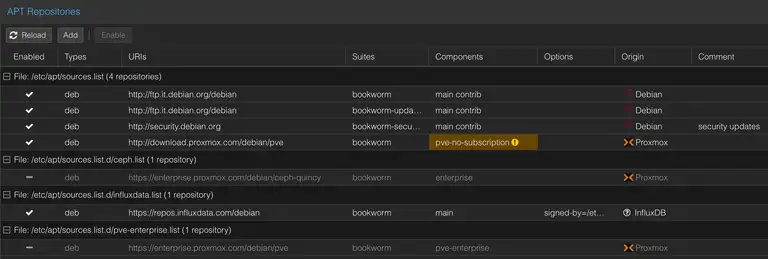 APT Repositories
Reload Add Enable
Enabled Types URIs Suites Components Options Origin Comment
File: /etc/apt/sources.list (4 repositories)
deb http://ftp.it.debian.org/debian bookworm main contrib Debian
deb http://ftp.it.debian.org/debian bookworm-upda... main contrib Debian
deb http://security.debian.org bookworm-secu... main contrib Debian security updates
deb http://download.proxmox.com/debian/pve bookworm pve-no-subscription Proxmox
File: /etc/apt/sources.list.d/ceph.list (1 repository)
deb https://enterprise.proxmox.com/debian/ceph-quincy bookworm enterprise Proxmox
File: /etc/apt/sources.list.d/influxdata.list (1 repository)
deb https://repos.influxdata.com/debian bookworm main signed-by=/et... InfluxDB
File: /etc/apt/sources.list.d/pve-enterprise.list (1 repository)
deb https://enterprise.proxmox.com/debian/pve bookworm pve-enterprise Proxmox